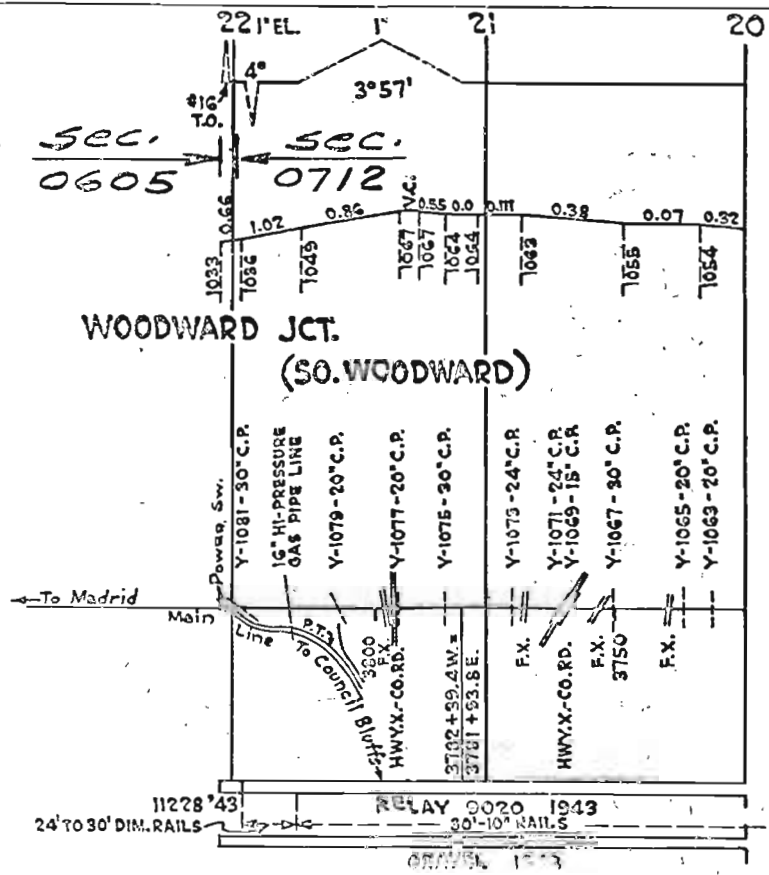 22 1° EL. 1° 21 20
4°
#16
T.O.
3°57'
SEC. SEC.
0605 0712
0.66 1.02 0.86 V.C. 0.55 0.0 0.111 0.38 0.07 0.32
1033 1036 1049 1067 1067 1064 1064 1063 1055 1054
WOODWARD JCT.
(SO. WOODWARD)
Power Sw.
Y-1081-30" C.P.
16" HI-PRESSURE
GAS PIPE LINE
Y-1079-20" C.P.
Y-1077-20" C.P.
Y-1075-30" C.P.
Y-1073-24" C.P.
Y-1071-24" C.P.
Y-1069-18" C.P.
Y-1067-30" C.P.
Y-1065-20" C.P.
Y-1063-20" C.P.
To Madrid
Main
Line
P.T.
To Council Bluffs
3800
F.X.
HWY.X.-CO.RD.
3782+39.4W.=
3781+93.8E.
F.X.
HWY.X.-CO.RD.
F.X.
3750
F.X.
11228 '43 RELAY 9020 1943
24' TO 30' DIM. RAILS 30'-10" RAILS
GRAVEL